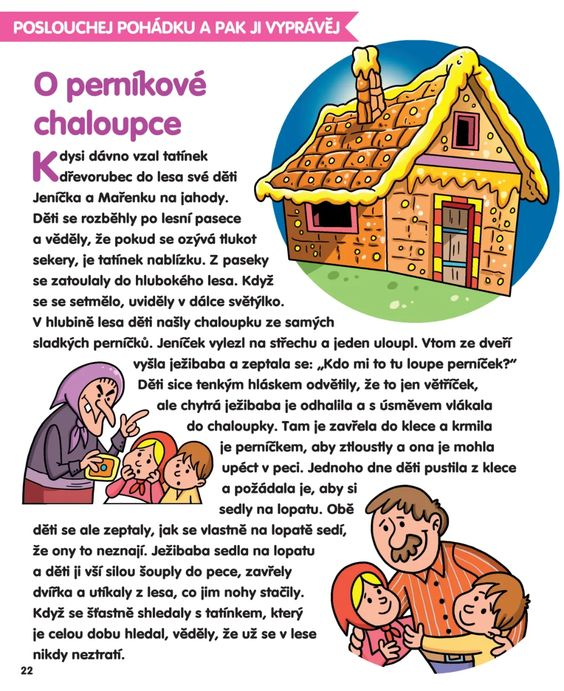 POSLOUCHEJ POHÁDKU A PAK JI VYPRÁVĚJ
O perníkové
chaloupce
Kdysi dávno vzal tatínek
dřevorubec do lesa své děti
Jeníčka a Mařenku na jahody.
Děti se rozběhly po lesní pasece
a věděly, že pokud se ozývá tlukot
sekery, je tatínek nablízku. Z paseky
se zatoulaly do hlubokého lesa. Když
se se setmělo, uviděly v dálce světýlko.
V hlubině lesa děti našly chaloupku ze samých
sladkých perníčků. Jeníček vylezl na střechu a jeden uloupl. Vtom ze dveří
vyšla ježibaba a zeptala se: „Kdo mi to tu loupe perníček?“
Děti sice tenkým hláskem odvětily, že to jen větříček,
ale chytrá ježibaba je odhalila a s úsměvem vlákala
do chaloupky. Tam je zavřela do klece a krmila
je perníčkem, aby ztloustly a ona je mohla
upéct v peci. Jednoho dne děti pustila z klece
a požádala je, aby si
sedly na lopatu. Obě
děti se ale zeptaly, jak se vlastně na lopatě sedí,
že ony to neznají. Ježibaba sedla na lopatu
a děti ji vší silou šouply do pece, zavřely
dvířka a utíkaly z lesa, co jim nohy stačily.
Když se šťastně shledaly s tatínkem, který
je celou dobu hledal, věděly, že už se v lese
nikdy neztratí.
22